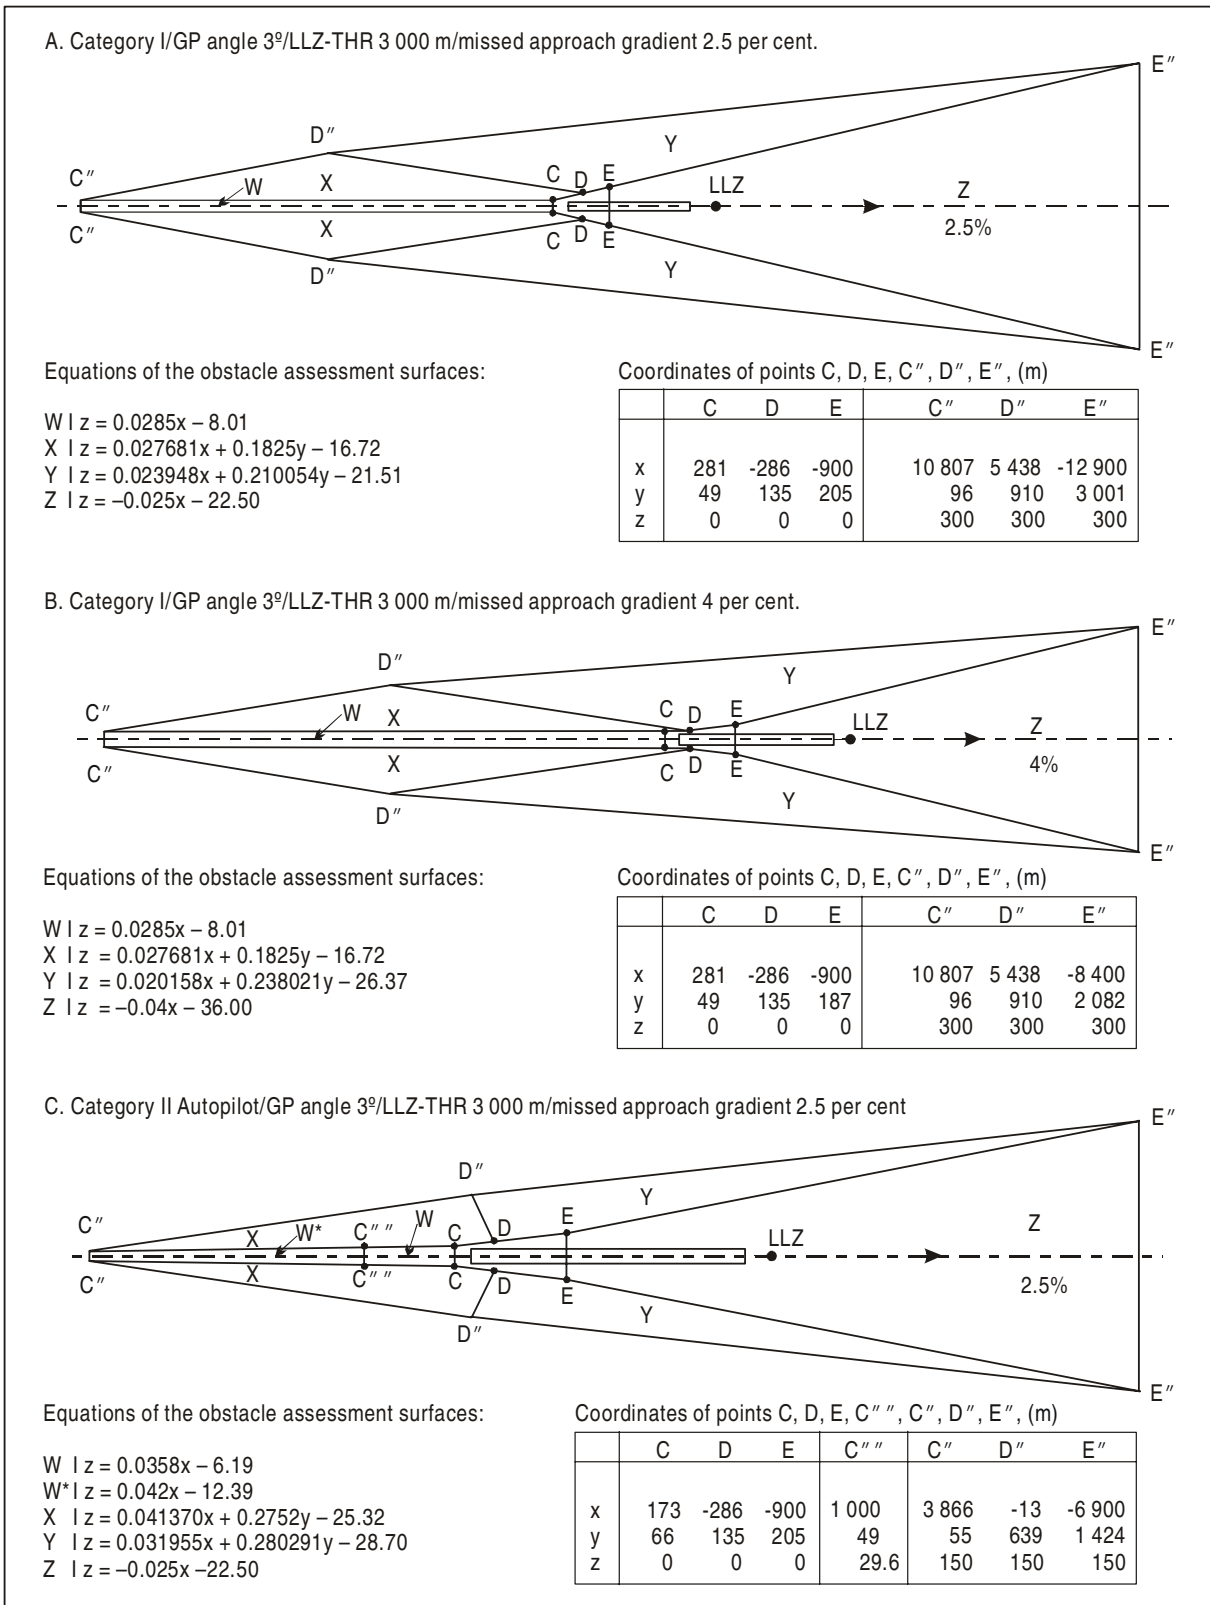 A. Category I/GP angle 3º/LLZ-THR 3 000 m/missed approach gradient 2.5 per cent.
E″
D″
Y
C″
W
X
C
D
E
LLZ
Z
C″
X
C
D
E
2.5%
D″
Y
E″
Equations of the obstacle assessment surfaces:
W I z = 0.0285x – 8.01
X I z = 0.027681x + 0.1825y – 16.72
Y I z = 0.023948x + 0.210054y – 21.51
Z I z = –0.025x – 22.50
Coordinates of points C, D, E, C″, D″, E″, (m)
C D E C″ D″ E″
x 281 -286 -900 10 807 5 438 -12 900
y 49 135 205 96 910 3 001
z 0 0 0 300 300 300
B. Category I/GP angle 3º/LLZ-THR 3 000 m/missed approach gradient 4 per cent.
E″
D″
Y
C″
W
X
C
D
E
LLZ
Z
C″
X
C
D
E
4%
D″
Y
E″
Equations of the obstacle assessment surfaces:
W I z = 0.0285x – 8.01
X I z = 0.027681x + 0.1825y – 16.72
Y I z = 0.020158x + 0.238021y – 26.37
Z I z = –0.04x – 36.00
Coordinates of points C, D, E, C″, D″, E″, (m)
C D E C″ D″ E″
x 281 -286 -900 10 807 5 438 -8 400
y 49 135 187 96 910 2 082
z 0 0 0 300 300 300
C. Category II Autopilot/GP angle 3º/LLZ-THR 3 000 m/missed approach gradient 2.5 per cent
E″
D″
Y
C″
X
W*
C″″
W
C
D
E
LLZ
Z
C″
X
C″″
C
D
E
2.5%
D″
Y
E″
Equations of the obstacle assessment surfaces:
W I z = 0.0358x – 6.19
W* I z = 0.042x – 12.39
X I z = 0.041370x + 0.2752y – 25.32
Y I z = 0.031955x + 0.280291y – 28.70
Z I z = –0.025x –22.50
Coordinates of points C, D, E, C″″, C″, D″, E″, (m)
C D E C″″ C″ D″ E″
x 173 -286 -900 1 000 3 866 -13 -6 900
y 66 135 205 49 55 639 1 424
z 0 0 0 29.6 150 150 150